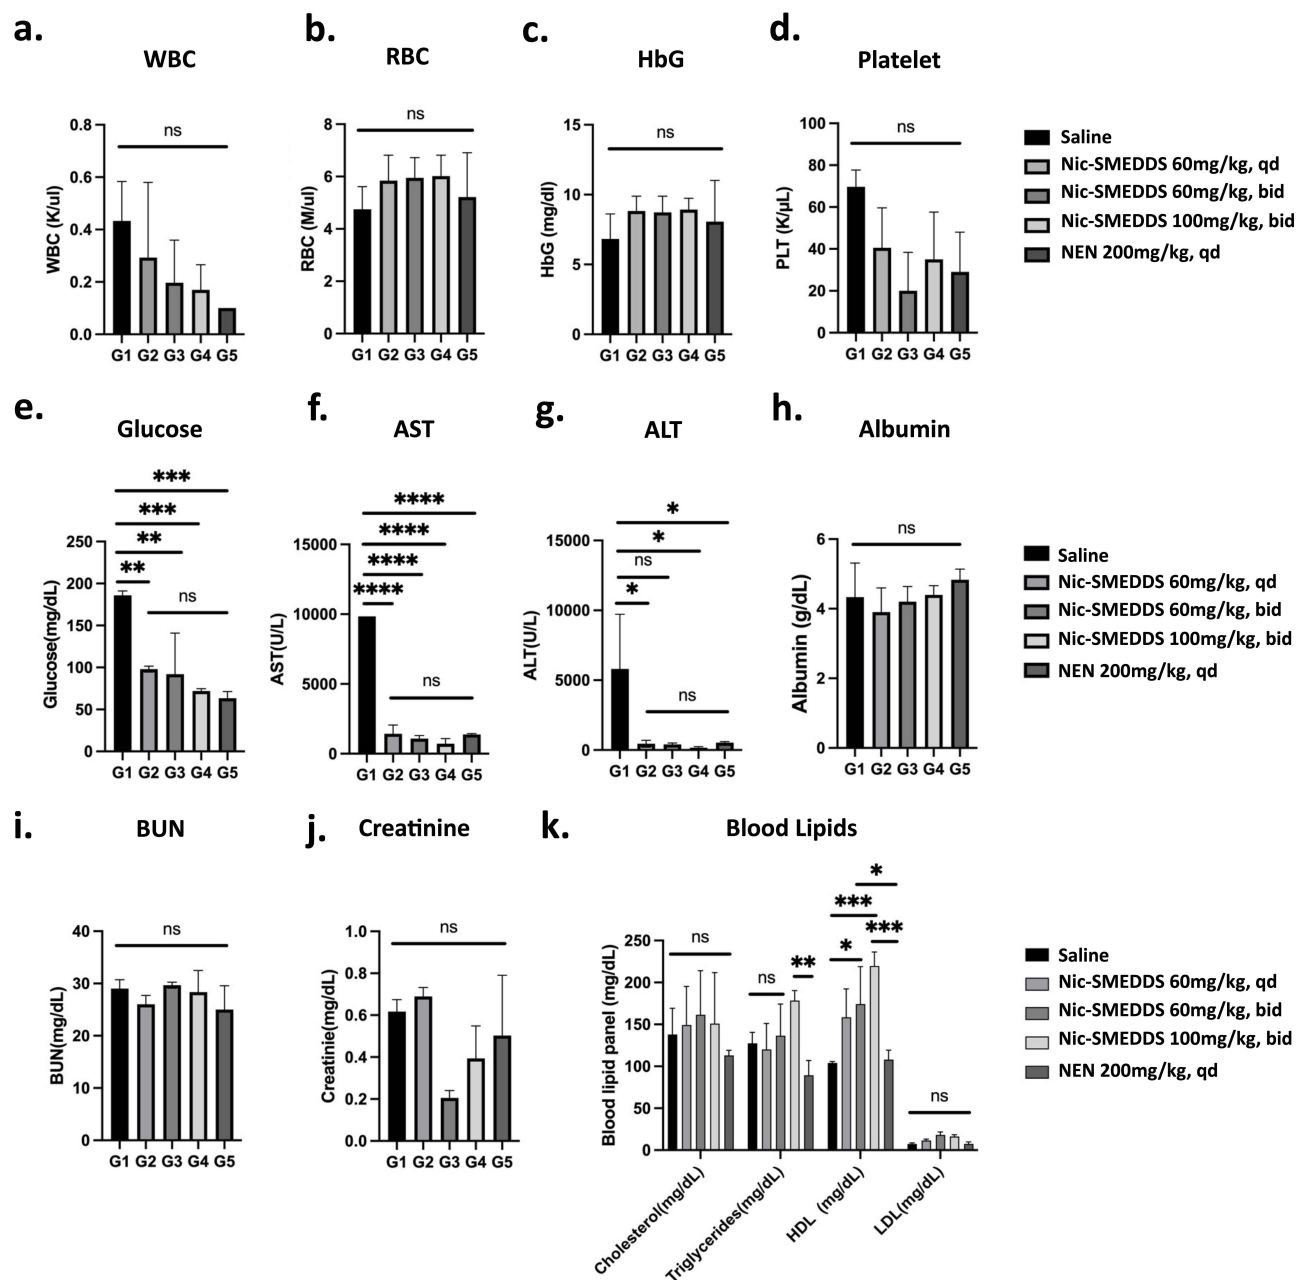 a.
WBC
b.
RBC
c.
HbG
d.
Platelet
WBC (K/ul)
0.8
0.6
0.4
0.2
0.0
ns
G1 G2 G3 G4 G5
RBC (M/ul)
8
6
4
2
0
ns
G1 G2 G3 G4 G5
HbG (mg/dl)
15
10
5
0
ns
G1 G2 G3 G4 G5
PLT (K/µL)
100
80
60
40
20
0
ns
G1 G2 G3 G4 G5
Saline
Nic-SMEDDS 60mg/kg, qd
Nic-SMEDDS 60mg/kg, bid
Nic-SMEDDS 100mg/kg, bid
NEN 200mg/kg, qd
e.
Glucose
f.
AST
g.
ALT
h.
Albumin
Glucose(mg/dL)
250
200
150
100
50
0
***
***
**
**
ns
G1 G2 G3 G4 G5
AST(U/L)
15000
10000
5000
0
****
****
****
****
ns
G1 G2 G3 G4 G5
ALT(U/L)
15000
10000
5000
0
*
*
ns
*
ns
G1 G2 G3 G4 G5
Albumin (g/dL)
6
4
2
0
ns
G1 G2 G3 G4 G5
Saline
Nic-SMEDDS 60mg/kg, qd
Nic-SMEDDS 60mg/kg, bid
Nic-SMEDDS 100mg/kg, bid
NEN 200mg/kg, qd
i.
BUN
j.
Creatinine
k.
Blood Lipids
BUN(mg/dL)
40
30
20
10
0
ns
G1 G2 G3 G4 G5
Creatinie(mg/dL)
1.0
0.8
0.6
0.4
0.2
0.0
ns
G1 G2 G3 G4 G5
Blood lipid panel (mg/dL)
250
200
150
100
50
0
ns
ns
**
*
***
*
***
ns
Cholesterol(mg/dL)
Triglycerides(mg/dL)
HDL (mg/dL)
LDL(mg/dL)
Saline
Nic-SMEDDS 60mg/kg, qd
Nic-SMEDDS 60mg/kg, bid
Nic-SMEDDS 100mg/kg, bid
NEN 200mg/kg, qd